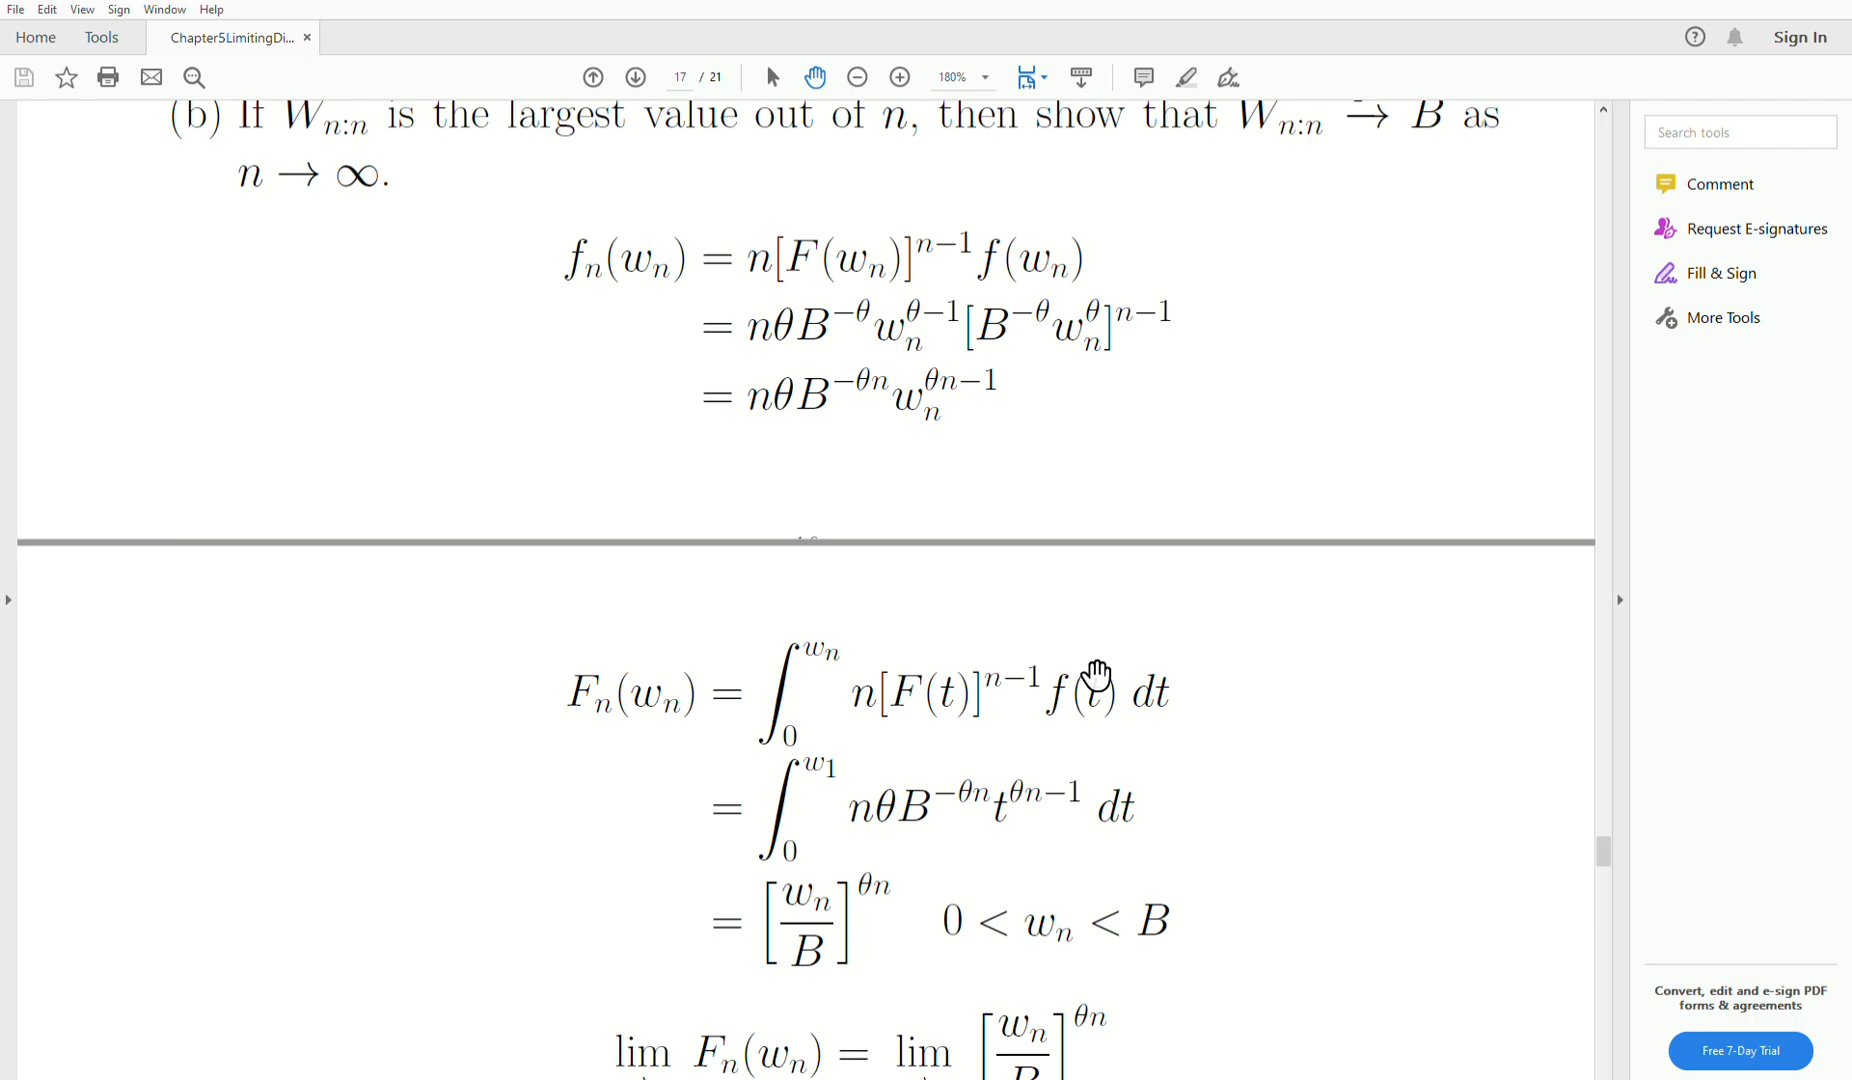 File Edit View Sign Window Help
Home Tools Chapter5LimitingDi... × Sign In
17 / 21 180%
(b) If W_{n:n} is the largest value out of n, then show that W_{n:n} → B as
n → ∞.
f_n(w_n) = n[F(w_n)]^{n−1} f(w_n)
= nθB^{−θ} w_n^{θ−1} [B^{−θ} w_n^θ]^{n−1}
= nθB^{−θn} w_n^{θn−1}
F_n(w_n) = ∫_0^{w_n} n[F(t)]^{n−1} f(t) dt
= ∫_0^{w_1} nθB^{−θn} t^{θn−1} dt
= [w_n / B]^{θn} 0 < w_n < B
lim F_n(w_n) = lim [w_n / B]^{θn}
Search tools
Comment
Request E-signatures
Fill & Sign
More Tools
Convert, edit and e-sign PDF
forms & agreements
Free 7-Day Trial